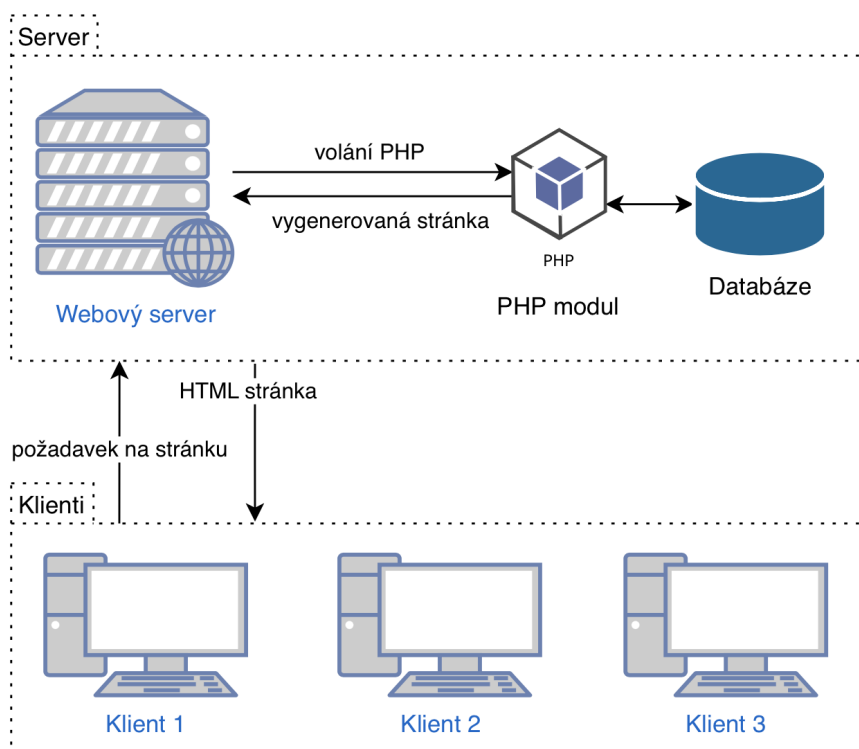 Server
volání PHP
vygenerovaná stránka
PHP
PHP modul
Databáze
Webový server
HTML stránka
požadavek na stránku
Klienti
Klient 1
Klient 2
Klient 3